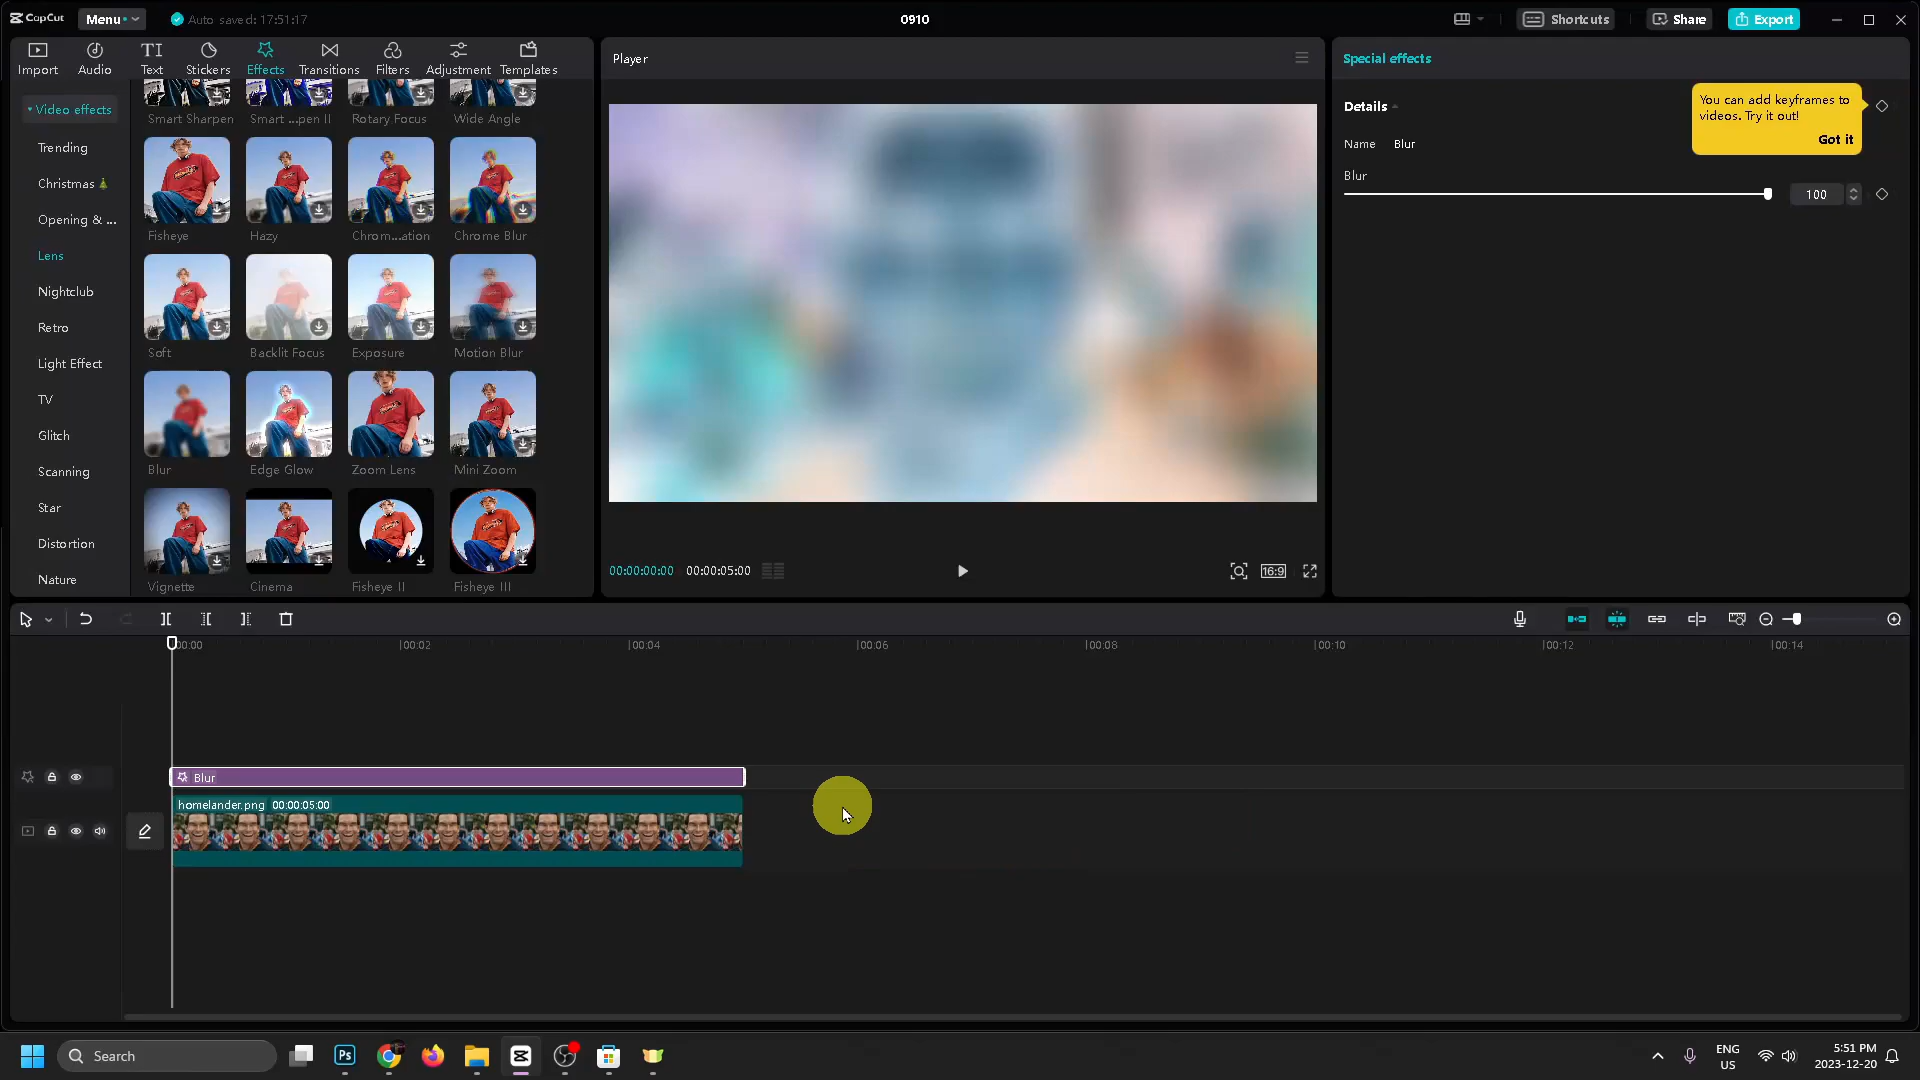 CapCut
Menu
Auto saved: 17:51:17
0910
Shortcuts
Share
Export
Import
Audio
TI
Text
Stickers
Effects
Transitions
Filters
Adjustment
Templates
Player
Special effects
Video effects
Trending
Christmas
Opening & ...
Lens
Nightclub
Retro
Light Effect
TV
Glitch
Scanning
Star
Distortion
Nature
Smart Sharpen
Smart ...pen II
Rotary Focus
Wide Angle
Fisheye
Hazy
Chrom...ation
Chrome Blur
Soft
Backlit Focus
Exposure
Motion Blur
Blur
Edge Glow
Zoom Lens
Mini Zoom
Vignette
Cinema
Fisheye II
Fisheye III
00:00:00:00
00:00:05:00
16:9
Details
You can add keyframes to
videos. Try it out!
Got it
Name
Blur
Blur
100
00:00
00:02
00:04
00:06
00:08
00:10
00:12
00:14
Blur
homelander.png 00:00:05:00
Search
Ps
ENG
US
5:51 PM
2023-12-20